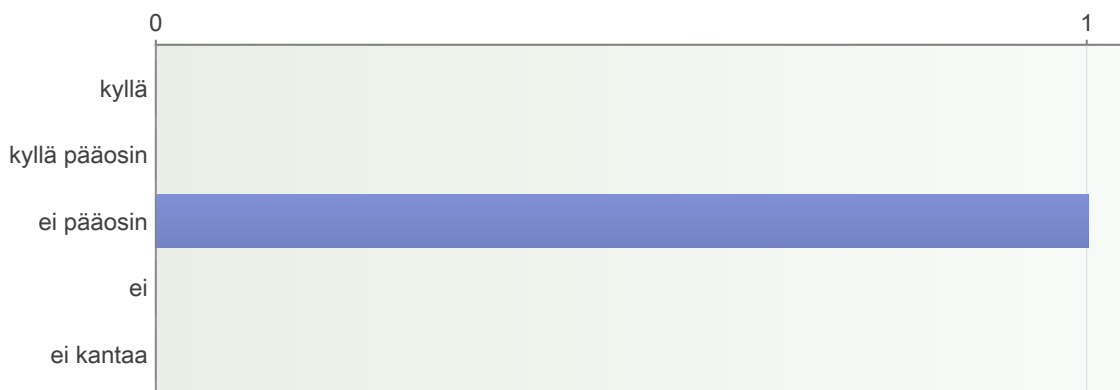 0 1
kyllä
kyllä pääosin
ei pääosin
ei
ei kantaa